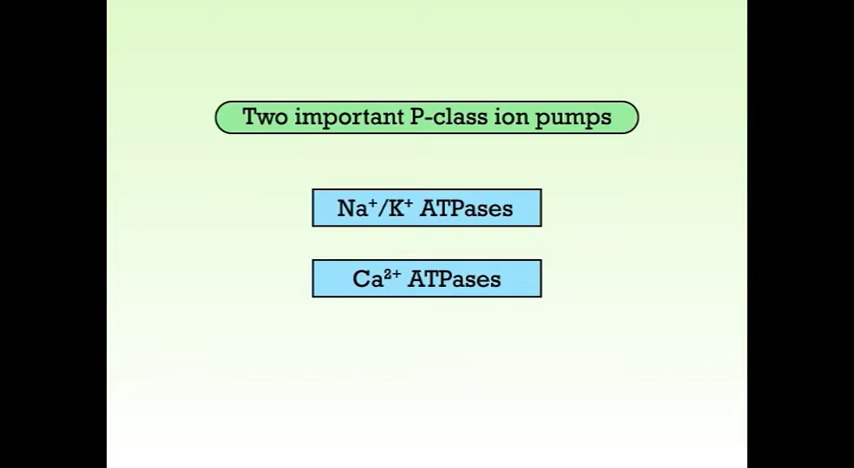 Two important P-class ion pumps
Na⁺/K⁺ ATPases
Ca²⁺ ATPases